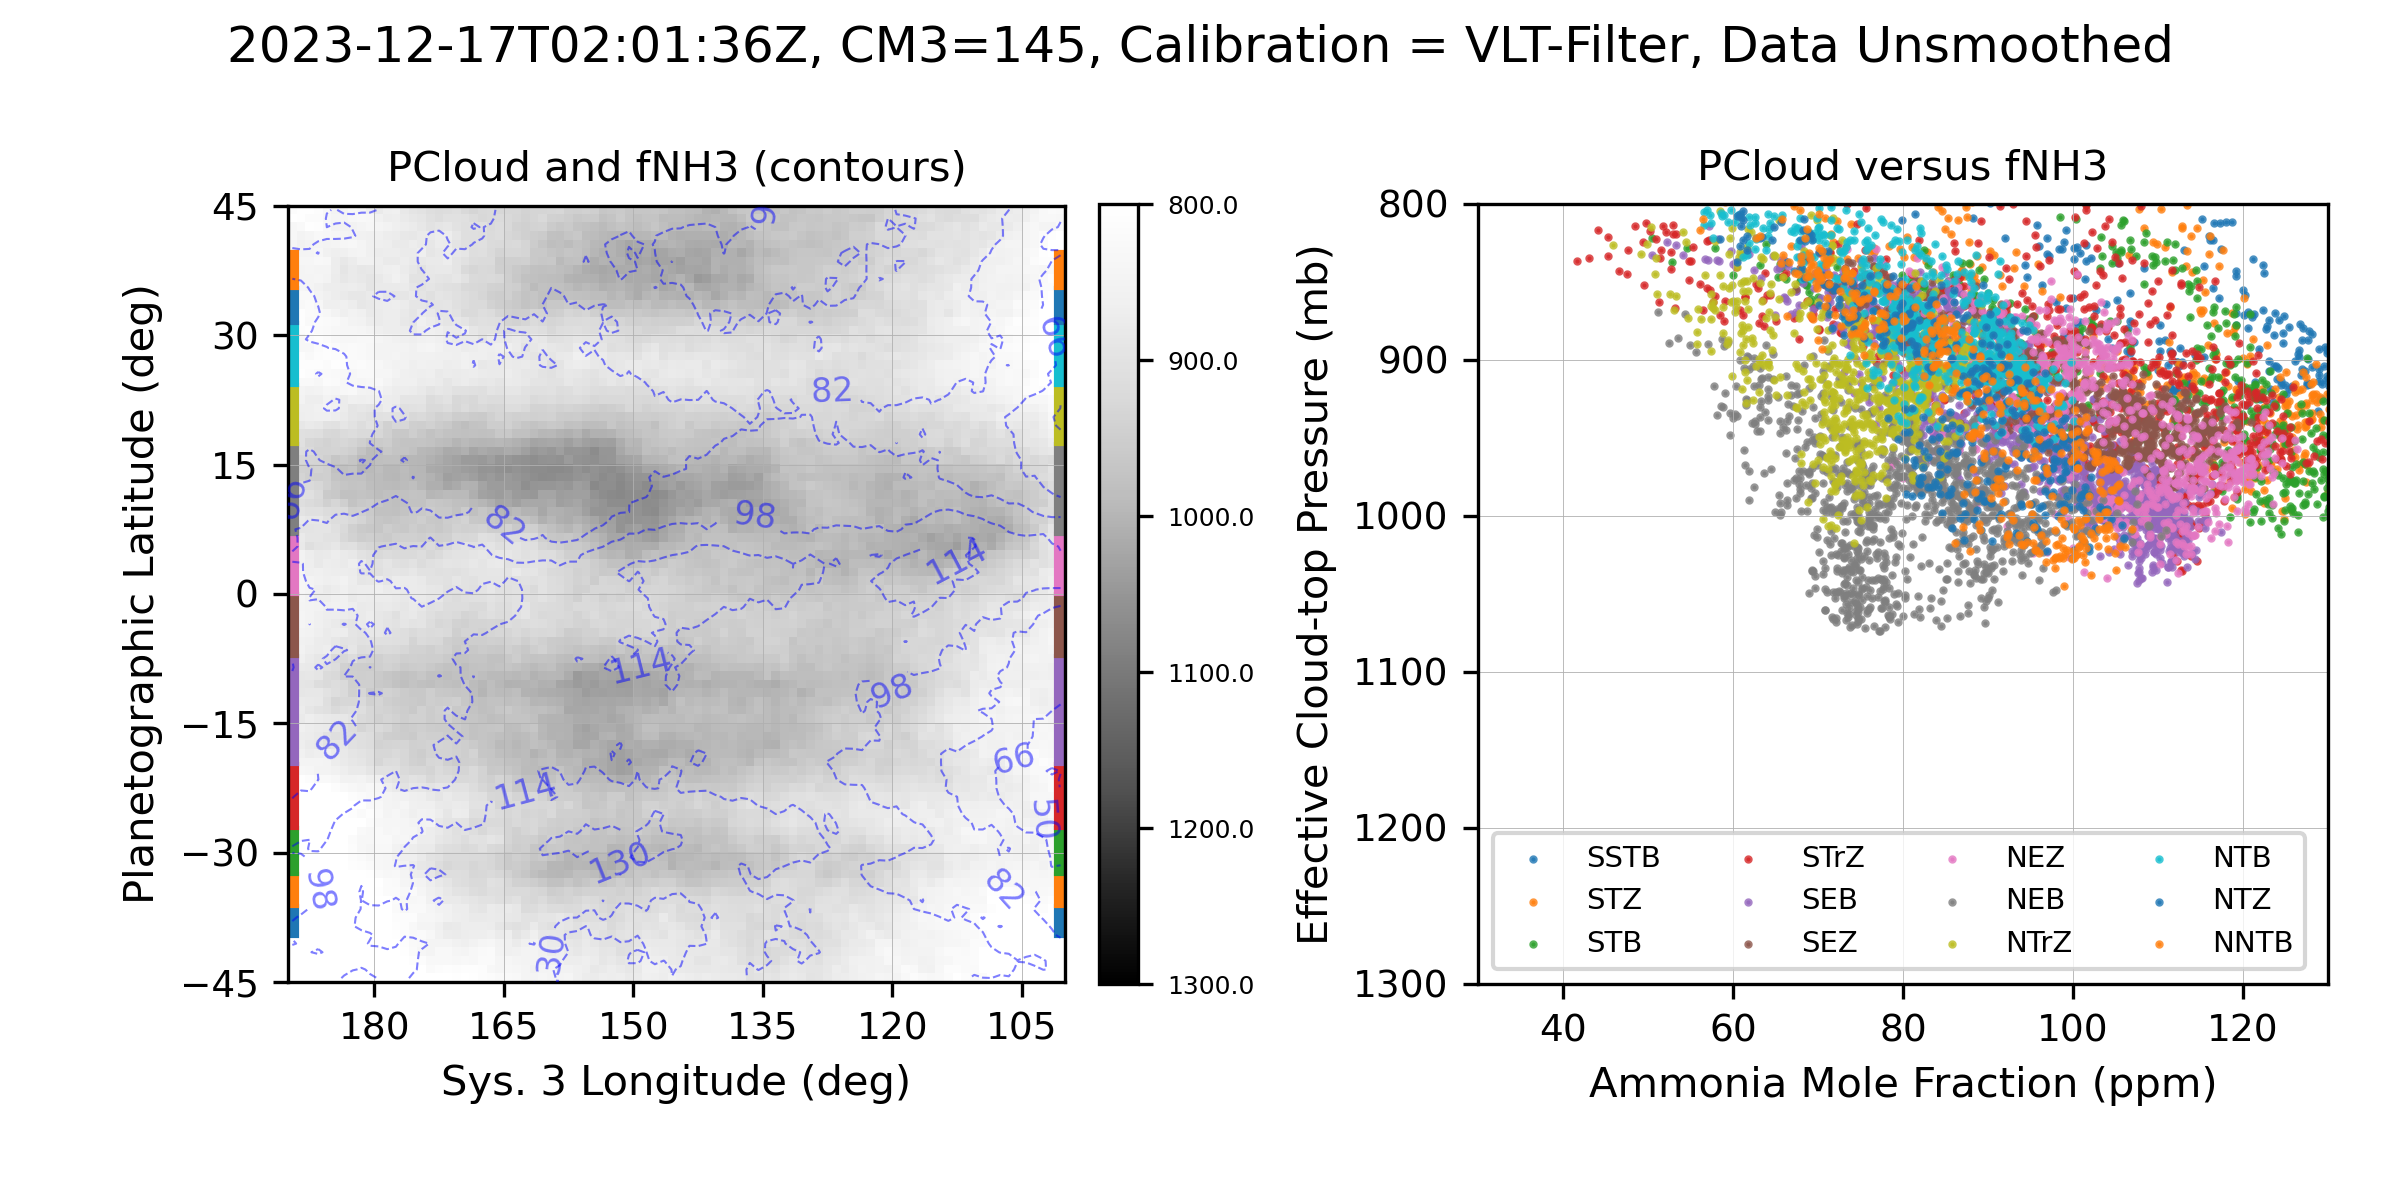 2023-12-17T02:01:36Z, CM3=145, Calibration = VLT-Filter, Data Unsmoothed
PCloud and fNH3 (contours)
Planetographic Latitude (deg)
45
30
15
0
−15
−30
−45
180
165
150
135
120
105
Sys. 3 Longitude (deg)
82
82
98
114
114
98
82
66
114
50
130
82
98
30
66
800.0
900.0
1000.0
1100.0
1200.0
1300.0
PCloud versus fNH3
Effective Cloud-top Pressure (mb)
800
900
1000
1100
1200
1300
40
60
80
100
120
Ammonia Mole Fraction (ppm)
SSTB
STZ
STB
STrZ
SEB
SEZ
NEZ
NEB
NTrZ
NTB
NTZ
NNTB